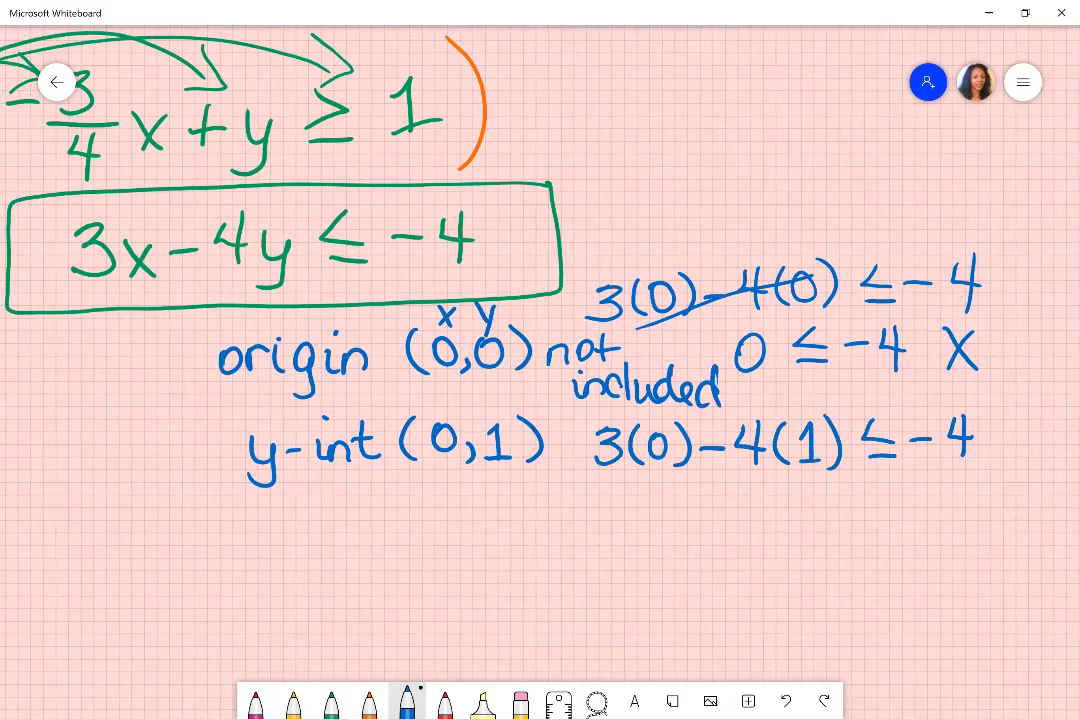 Microsoft Whiteboard
-3/4 x + y ≥ 1 )
3x - 4y ≤ -4
3(0) - 4(0) ≤ -4
x y
origin (0,0) not included
0 ≤ -4 X
y-int (0,1) 3(0) - 4(1) ≤ -4
A